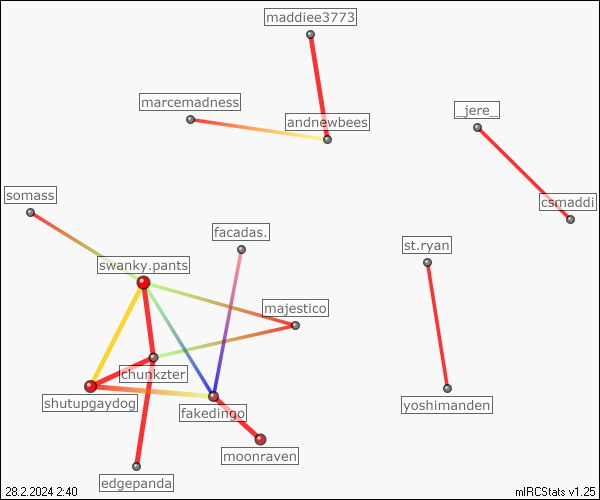 maddiee3773
marcemadness
andnewbees
_jere_
somass
csmaddi
facadas.
st.ryan
swanky.pants
majestico
chunkzter
shutupgaydog
fakedingo
yoshimanden
moonraven
edgepanda
28.2.2024 2:40
mIRCStats v1.25